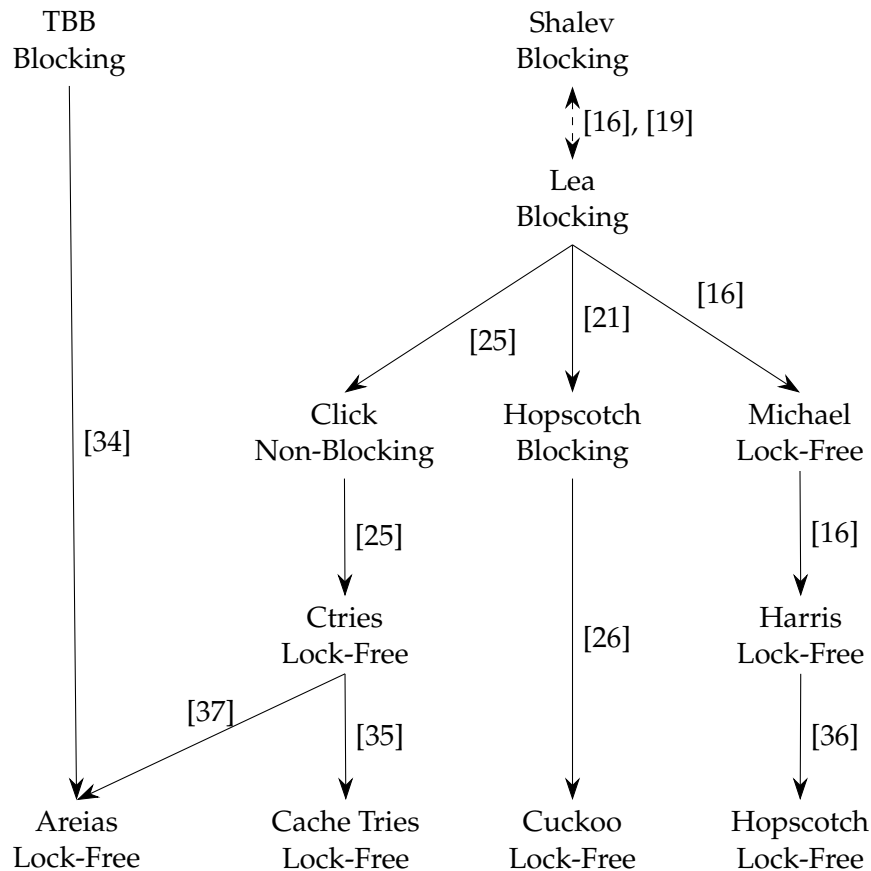 TBB
Blocking
Shalev
Blocking
[16], [19]
Lea
Blocking
[25]
[21]
[16]
Click
Non-Blocking
Hopscotch
Blocking
Michael
Lock-Free
[34]
[25]
[16]
Ctries
Lock-Free
[26]
Harris
Lock-Free
[37]
[35]
[36]
Areias
Lock-Free
Cache Tries
Lock-Free
Cuckoo
Lock-Free
Hopscotch
Lock-Free